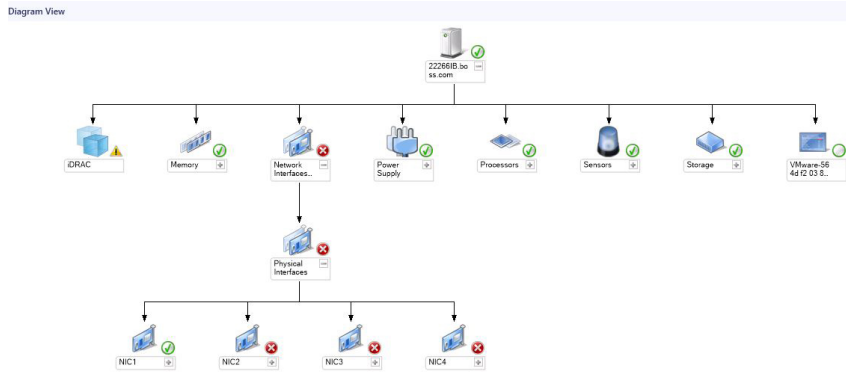 Diagram View
22266IB.bo
ss.com
iDRAC
Memory
Network
Interfaces...
Power
Supply
Processors
Sensors
Storage
VMware-56
4d f2 03 8...
Physical
Interfaces
NIC1
NIC2
NIC3
NIC4